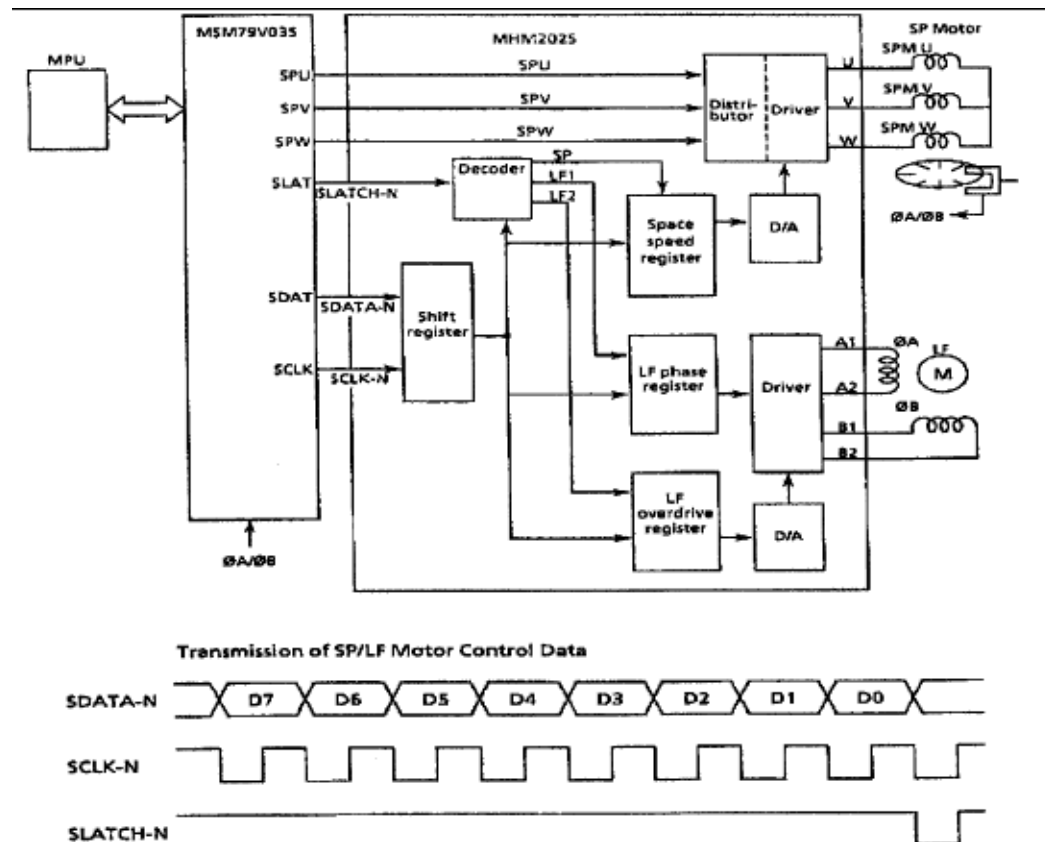 MSM79V035
MHM2025
SP Motor
MPU
SPU
SPU
U
SPM U
SPV
SPV
Distri-
butor
Driver
V
SPM V
SPW
SPW
W
SPM W
SLAT
SLATCH-N
Decoder
SP
LF1
LF2
Space
speed
register
D/A
ØA/ØB
SDAT
SDATA-N
Shift
register
SCLK
SCLK-N
LF phase
register
Driver
A1
ØA
LF
M
A2
ØB
B1
B2
LF
overdrive
register
D/A
ØA/ØB
Transmission of SP/LF Motor Control Data
SDATA-N D7 D6 D5 D4 D3 D2 D1 D0
SCLK-N
SLATCH-N